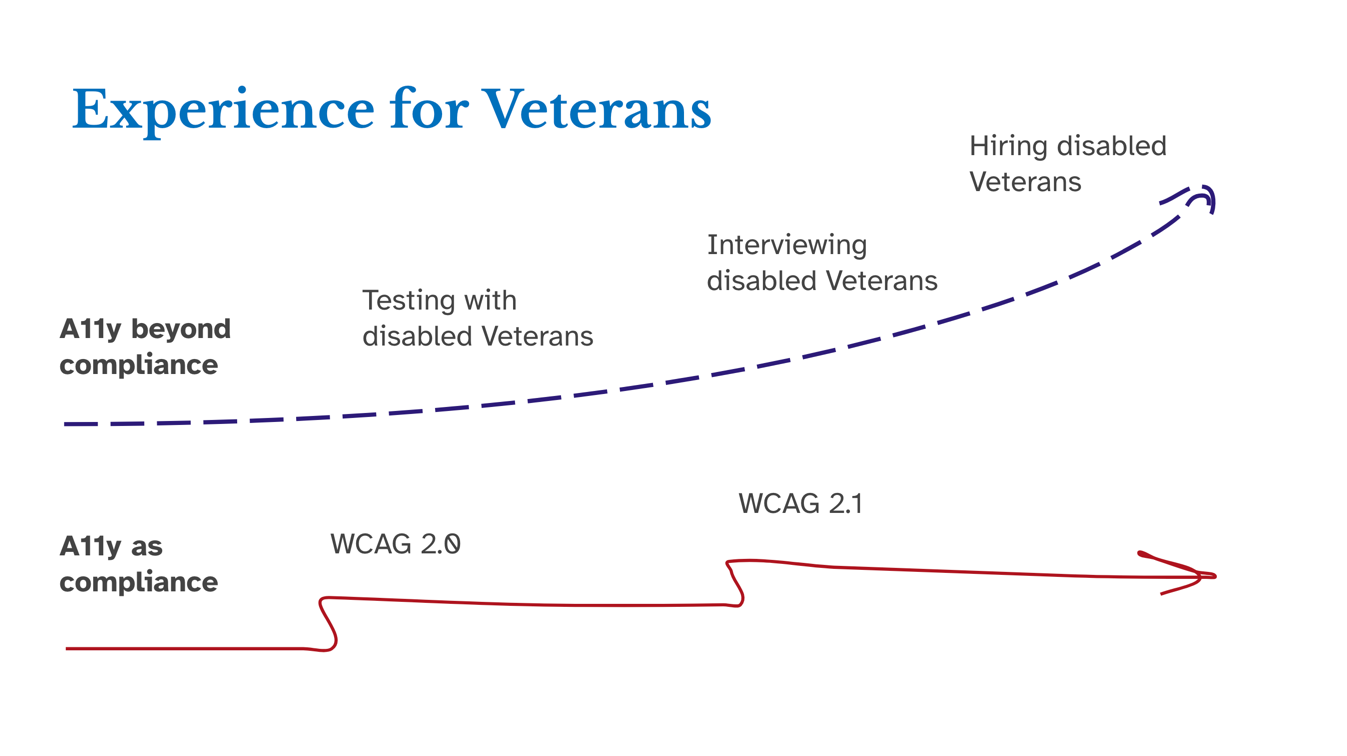 Experience for Veterans
Hiring disabled
Veterans
Interviewing
disabled Veterans
Testing with
disabled Veterans
A11y beyond
compliance
WCAG 2.1
WCAG 2.0
A11y as
compliance